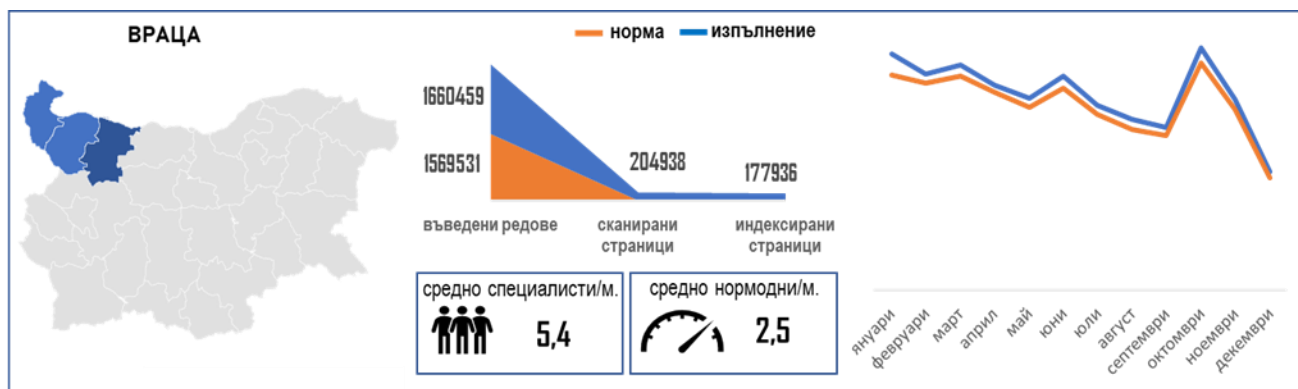 ВРАЦА
норма
изпълнение
1660459
1569531
204938
177936
въведени редове
сканирани
страници
индексирани
страници
средно специалисти/м.
5,4
средно нормодни/м.
2,5
януари
февруари
март
април
май
юни
юли
август
септември
октомври
ноември
декември